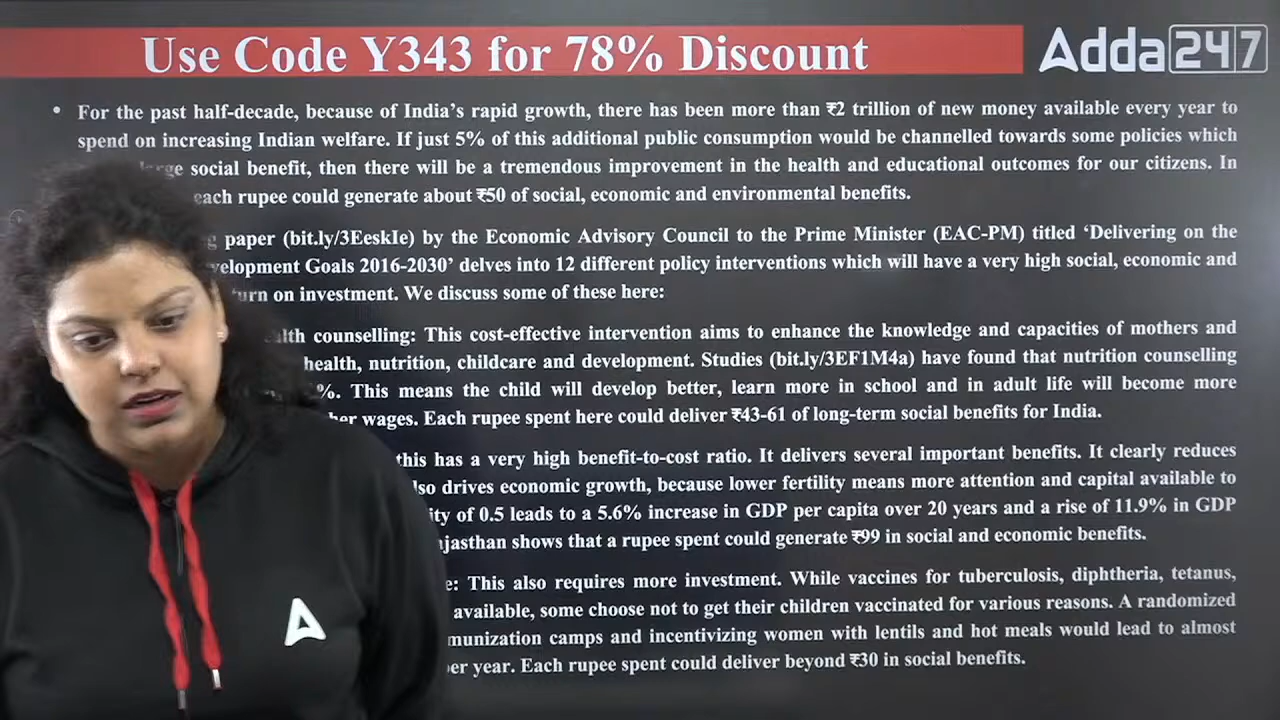 Use Code Y343 for 78% Discount
Adda247
• For the past half-decade, because of India's rapid growth, there has been more than ₹2 trillion of new money available every year to
spend on increasing Indian welfare. If just 5% of this additional public consumption would be channelled towards some policies which
social benefit, then there will be a tremendous improvement in the health and educational outcomes for our citizens. In
each rupee could generate about ₹50 of social, economic and environmental benefits.
paper (bit.ly/3EeskIe) by the Economic Advisory Council to the Prime Minister (EAC-PM) titled ‘Delivering on the
Goals 2016-2030’ delves into 12 different policy interventions which will have a very high social, economic and
on investment. We discuss some of these here:
counselling: This cost-effective intervention aims to enhance the knowledge and capacities of mothers and
health, nutrition, childcare and development. Studies (bit.ly/3EF1M4a) have found that nutrition counselling
%. This means the child will develop better, learn more in school and in adult life will become more
wages. Each rupee spent here could deliver ₹43-61 of long-term social benefits for India.
this has a very high benefit-to-cost ratio. It delivers several important benefits. It clearly reduces
drives economic growth, because lower fertility means more attention and capital available to
of 0.5 leads to a 5.6% increase in GDP per capita over 20 years and a rise of 11.9% in GDP
shows that a rupee spent could generate ₹99 in social and economic benefits.
This also requires more investment. While vaccines for tuberculosis, diphtheria, tetanus,
available, some choose not to get their children vaccinated for various reasons. A randomized
camps and incentivizing women with lentils and hot meals would lead to almost
per year. Each rupee spent could deliver beyond ₹30 in social benefits.